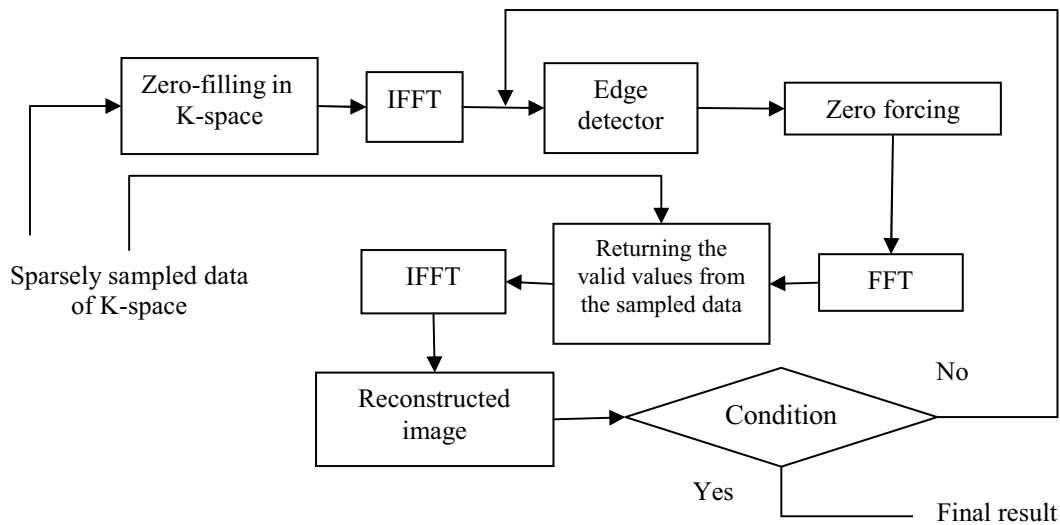 Zero-filling in
K-space
IFFT
Edge
detector
Zero forcing
Sparsely sampled data
of K-space
IFFT
Returning the
valid values from
the sampled data
FFT
Reconstructed
image
Condition
No
Yes
Final result